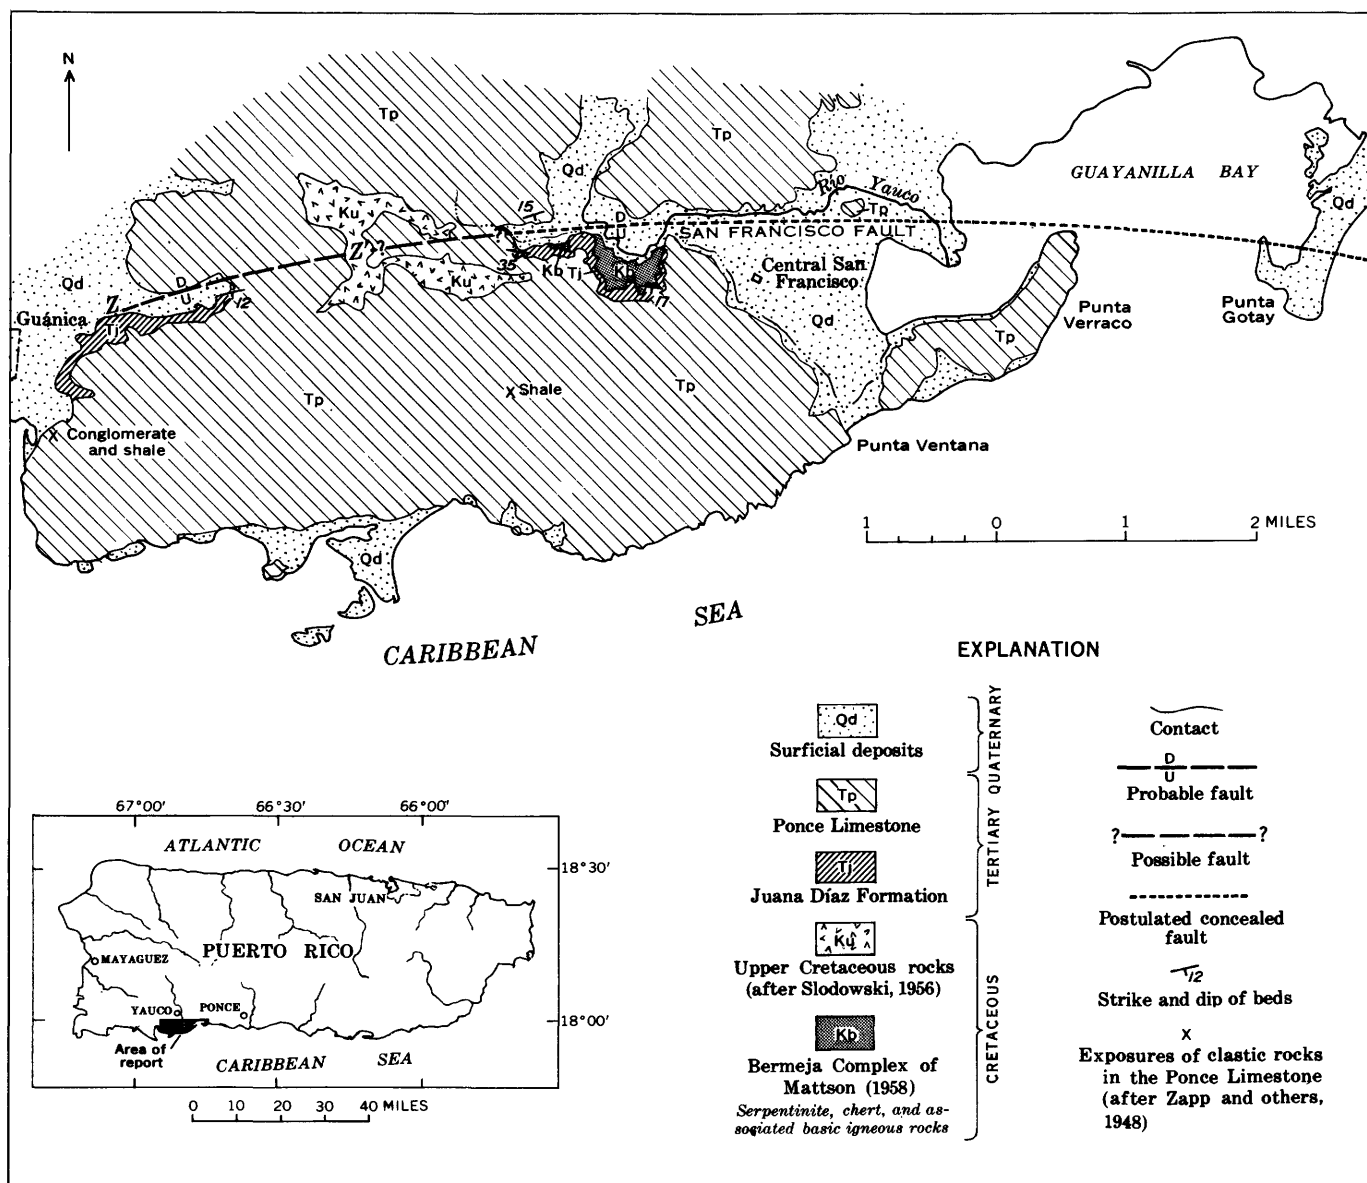 N
Tp
Tp
Qd
GUAYANILLA BAY
Qd
Río Yauco
Tp
Ku
15
D
U
SAN FRANCISCO FAULT
Z'
35
Kb
Tj
Kb
17
Ku
Central San
Francisco
Qd
D
U
12
Z
Guánica
Tj
Qd
Punta
Verraco
Punta
Gotay
Tp
Tp
Shale
Tp
X
X
Conglomerate
and shale
Punta Ventana
1 0 1 2 MILES
Qd
CARIBBEAN SEA
EXPLANATION
Qd
Surficial deposits
QUATERNARY
Tp
Ponce Limestone
Tj
Juana Díaz Formation
TERTIARY
Ku
Upper Cretaceous rocks
(after Slodowski, 1956)
Kb
Bermeja Complex of
Mattson (1958)
Serpentinite, chert, and as-
sociated basic igneous rocks
CRETACEOUS
Contact
D
U
Probable fault
? ?
Possible fault
Postulated concealed
fault
12
Strike and dip of beds
X
Exposures of clastic rocks
in the Ponce Limestone
(after Zapp and others,
1948)
67°00' 66°30' 66°00'
ATLANTIC OCEAN
18°30'
SAN JUAN
PUERTO RICO
MAYAGUEZ
YAUCO
PONCE
18°00'
Area of
report
CARIBBEAN SEA
0 10 20 30 40 MILES